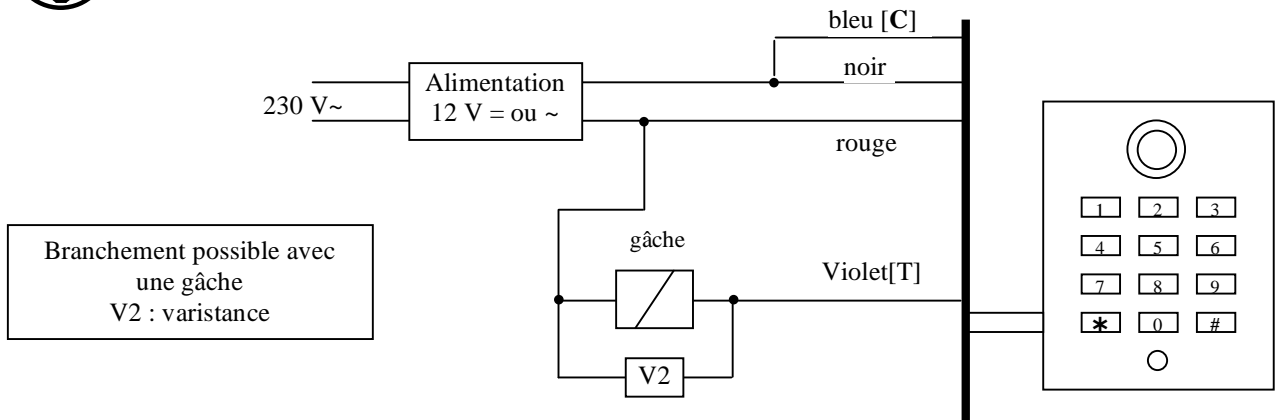 bleu [C]
noir
Alimentation
12 V = ou ~
230 V~
rouge
Branchement possible avec
une gâche
V2 : varistance
gâche
Violet[T]
V2
1 2 3
4 5 6
7 8 9
* 0 #